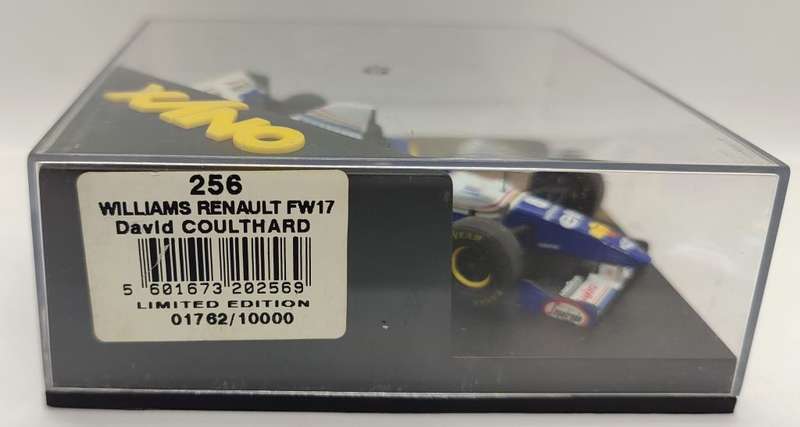 ONYX
256
WILLIAMS RENAULT FW17
David COULTHARD
5 601673 202569
LIMITED EDITION
01762/10000